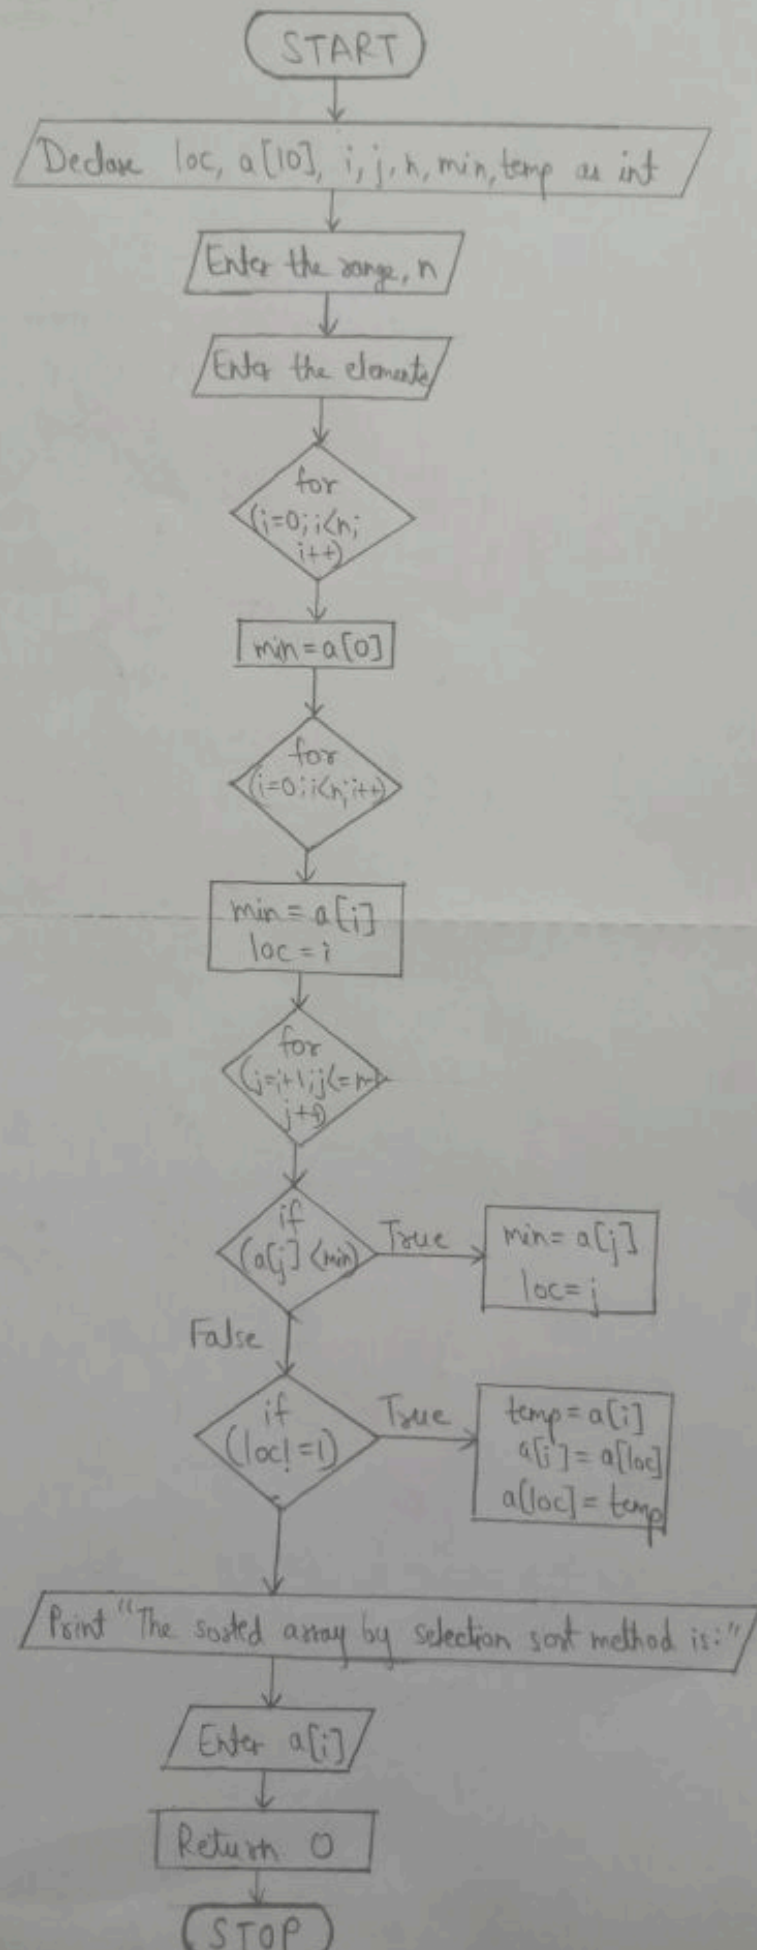 START
Declare loc, a[10], i, j, n, min, temp as int
Enter the range, n
Enter the elements
for
(i=0; i<n;
i++)
min = a[0]
for
(i=0; i<n; i++)
min = a[i]
loc = i
for
(j=i+1; j<=n-1;
j++)
if
(a[j] < min)
True
min = a[j]
loc = j
False
if
(loc! = 1)
True
temp = a[i]
a[i] = a[loc]
a[loc] = temp
Print "The sorted array by selection sort method is:"
Enter a[i]
Return 0
STOP